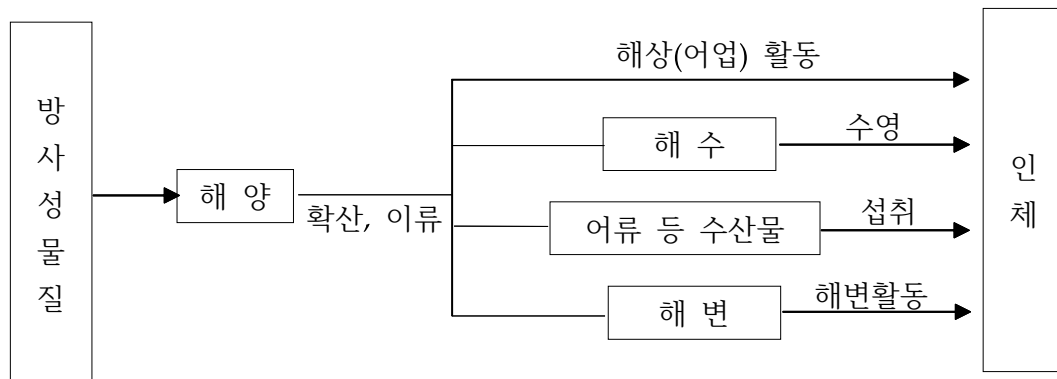 방사성물질
해 양
확산, 이류
해상(어업) 활동
해 수
수영
어류 등 수산물
섭취
해 변
해변활동
인체